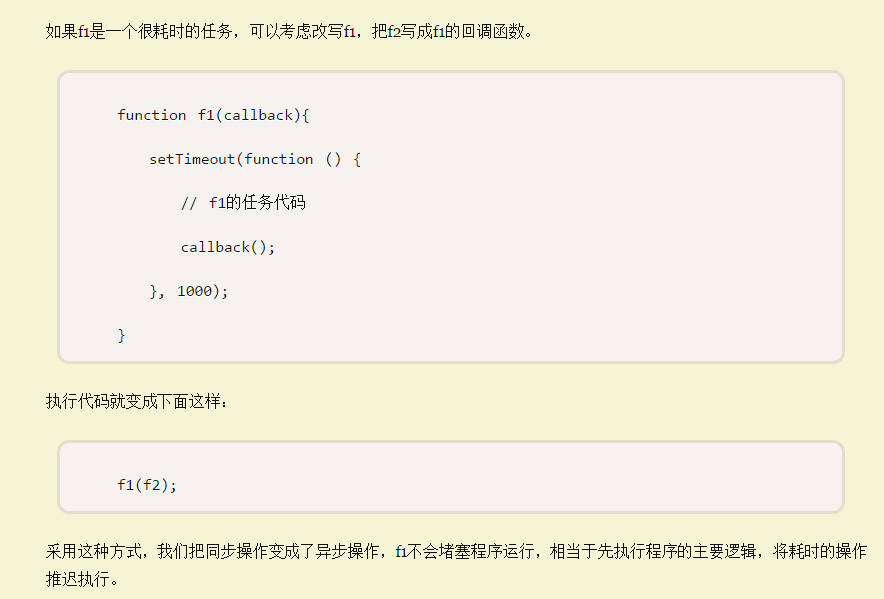 如果f1是一个很耗时的任务，可以考虑改写f1，把f2写成f1的回调函数。
function f1(callback){
setTimeout(function () {
// f1的任务代码
callback();
}, 1000);
}
执行代码就变成下面这样：
f1(f2);
采用这种方式，我们把同步操作变成了异步操作，f1不会堵塞程序运行，相当于先执行程序的主要逻辑，将耗时的操作
推迟执行。